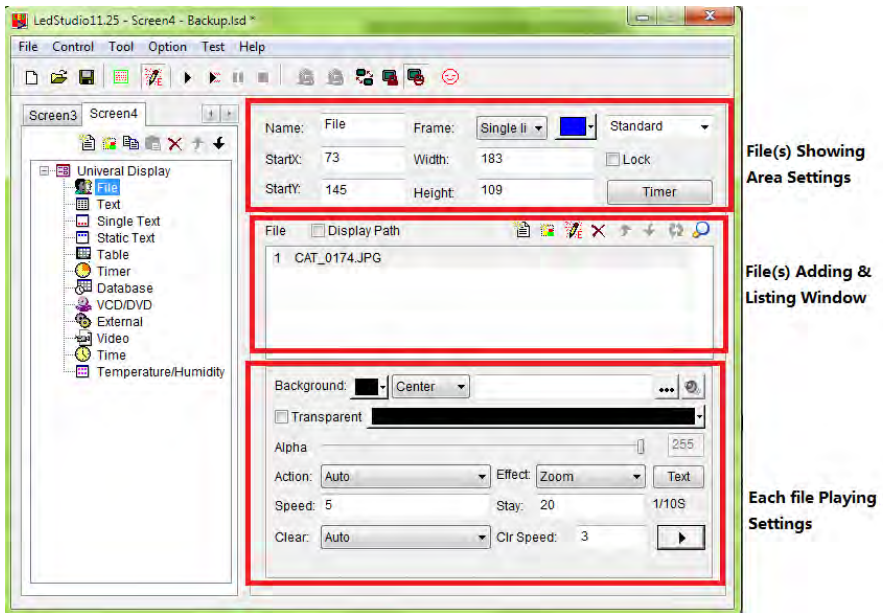 LedStudio11.25 - Screen4 - Backup.lsd *
File Control Tool Option Test Help
Screen3 Screen4
Univeral Display
File
Text
Single Text
Static Text
Table
Timer
Database
VCD/DVD
External
Video
Time
Temperature/Humidity
Name: File Frame: Single li Standard
StartX: 73 Width: 183 Lock
StartY: 145 Height: 109 Timer
File(s) Showing
Area Settings
File Display Path
1 CAT_0174.JPG
File(s) Adding &
Listing Window
Background: Center ...
Transparent
Alpha 255
Action: Auto Effect: Zoom Text
Speed: 5 Stay: 20 1/10S
Clear: Auto Clr Speed: 3
Each file Playing
Settings